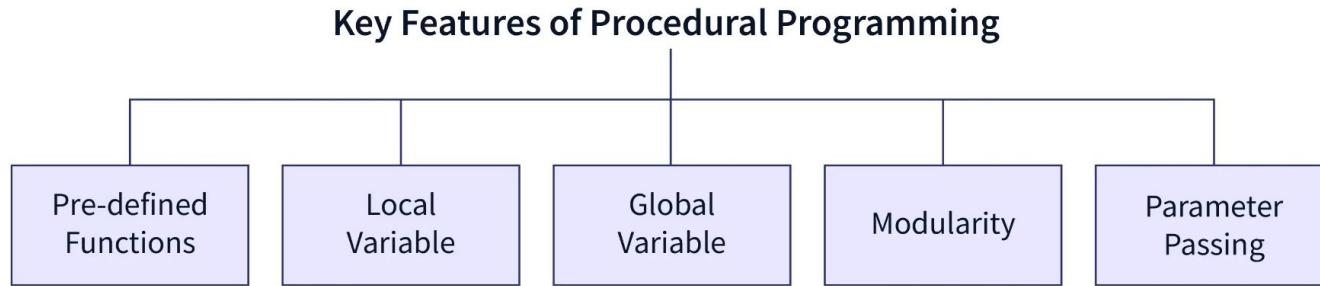 Key Features of Procedural Programming
Pre-defined
Functions
Local
Variable
Global
Variable
Modularity
Parameter
Passing